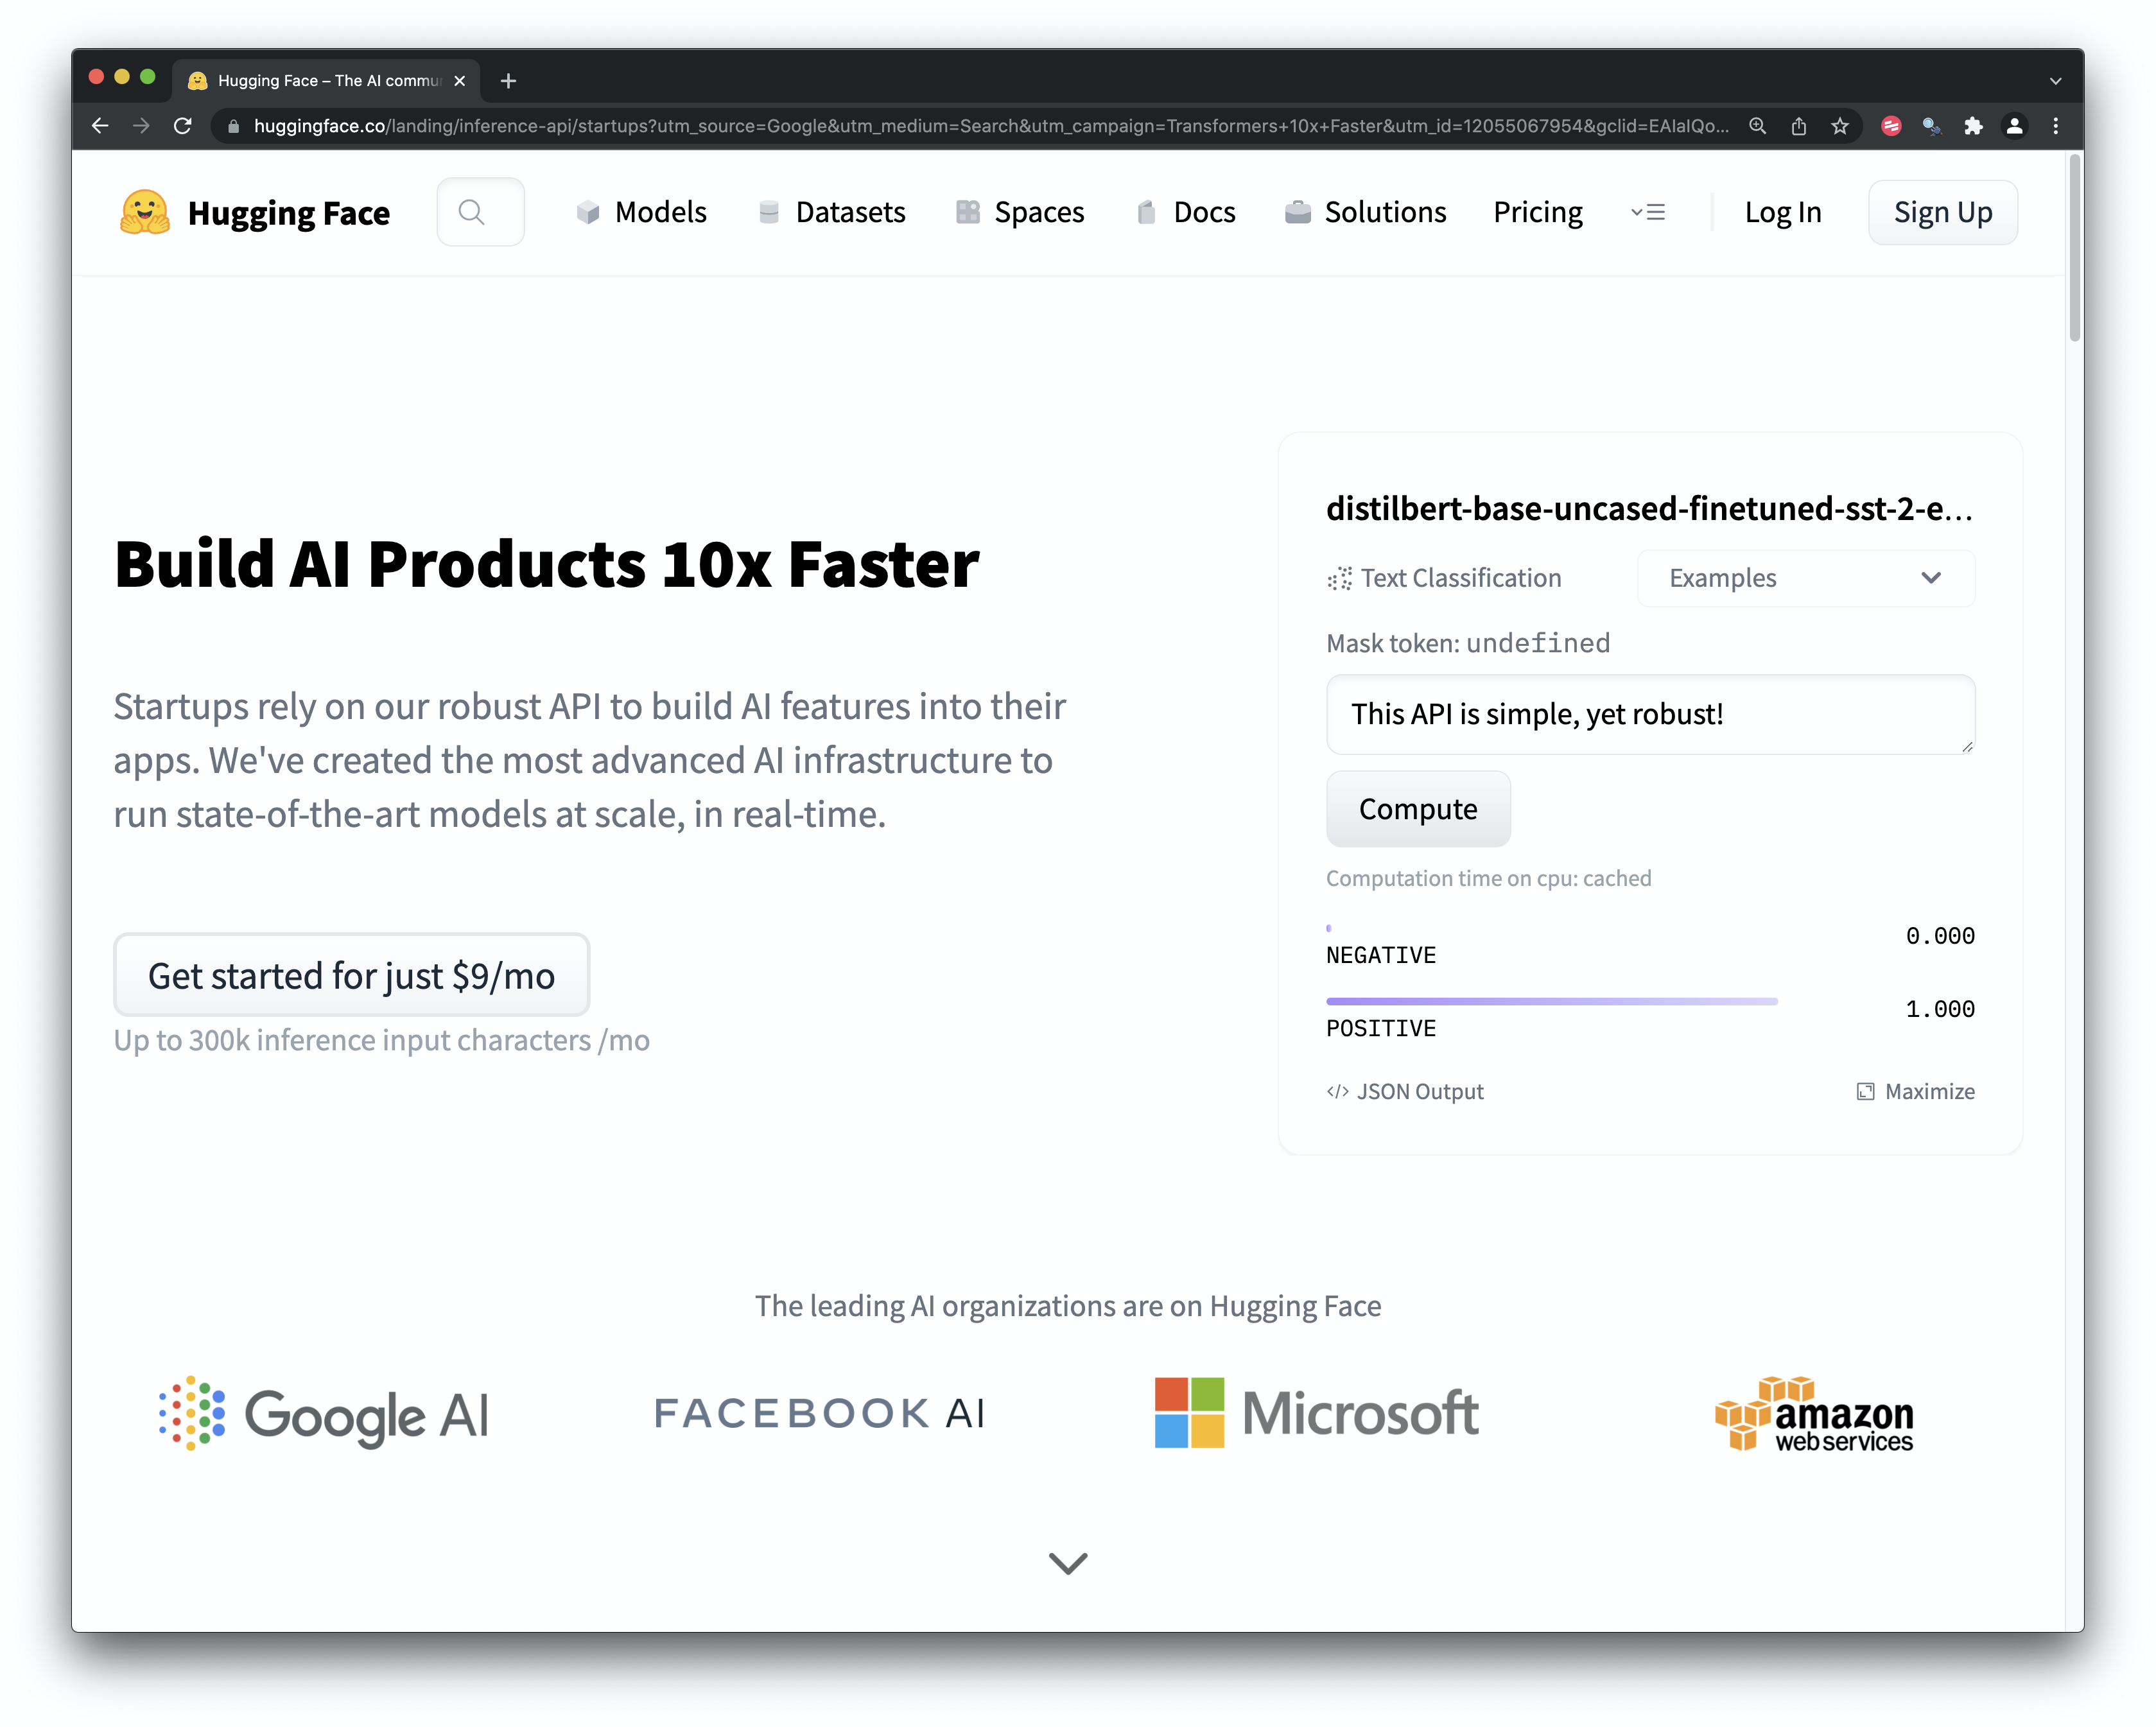 Hugging Face – The AI commu
huggingface.co/landing/inference-api/startups?utm_source=Google&utm_medium=Search&utm_campaign=Transformers+10x+Faster&utm_id=12055067954&gclid=EAIaIQo...
Hugging Face
Models
Datasets
Spaces
Docs
Solutions
Pricing
Log In
Sign Up
Build AI Products 10x Faster
Startups rely on our robust API to build AI features into their
apps. We've created the most advanced AI infrastructure to
run state-of-the-art models at scale, in real-time.
Get started for just $9/mo
Up to 300k inference input characters /mo
distilbert-base-uncased-finetuned-sst-2-e...
Text Classification
Examples
Mask token: undefined
This API is simple, yet robust!
Compute
Computation time on cpu: cached
NEGATIVE
0.000
POSITIVE
1.000
</> JSON Output
Maximize
The leading AI organizations are on Hugging Face
Google AI
FACEBOOK AI
Microsoft
amazon
web services